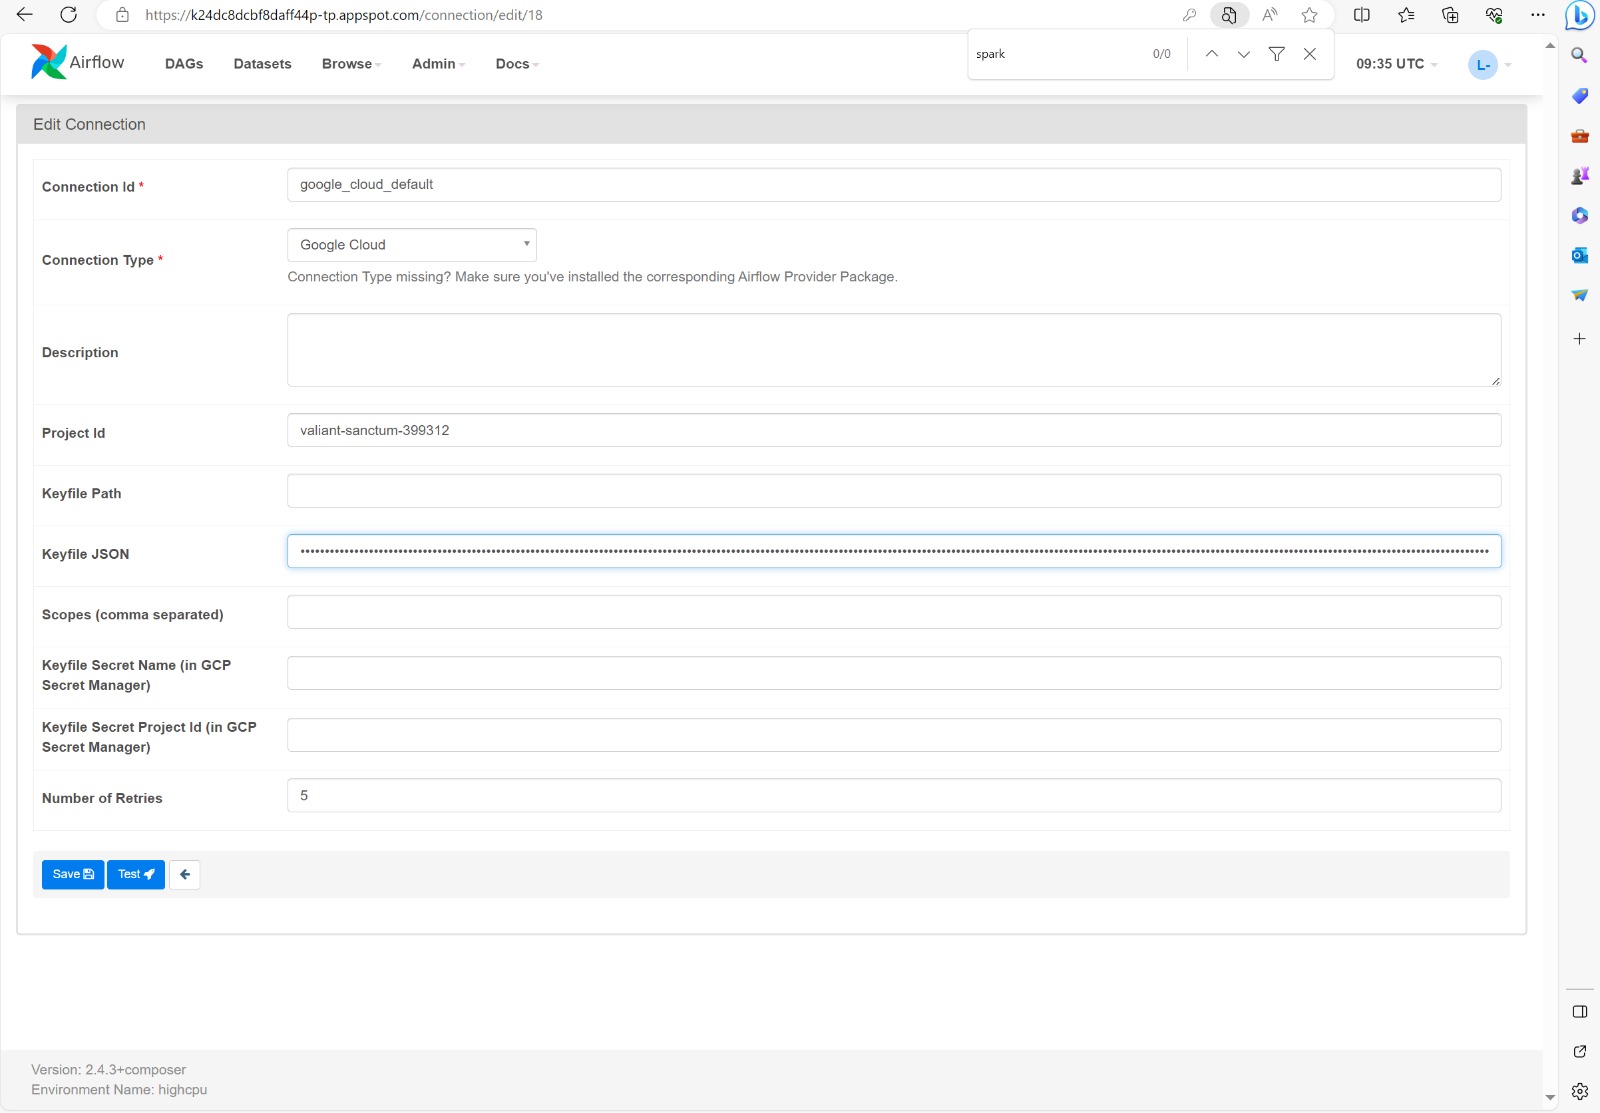 https://k24dc8dcbf8daff44p-tp.appspot.com/connection/edit/18
spark
0/0
Airflow
DAGs
Datasets
Browse
Admin
Docs
09:35 UTC
L-
Edit Connection
Connection Id *
google_cloud_default
Connection Type *
Google Cloud
Connection Type missing? Make sure you've installed the corresponding Airflow Provider Package.
Description
Project Id
valiant-sanctum-399312
Keyfile Path
Keyfile JSON
Scopes (comma separated)
Keyfile Secret Name (in GCP
Secret Manager)
Keyfile Secret Project Id (in GCP
Secret Manager)
Number of Retries
5
Save
Test
Version: 2.4.3+composer
Environment Name: highcpu